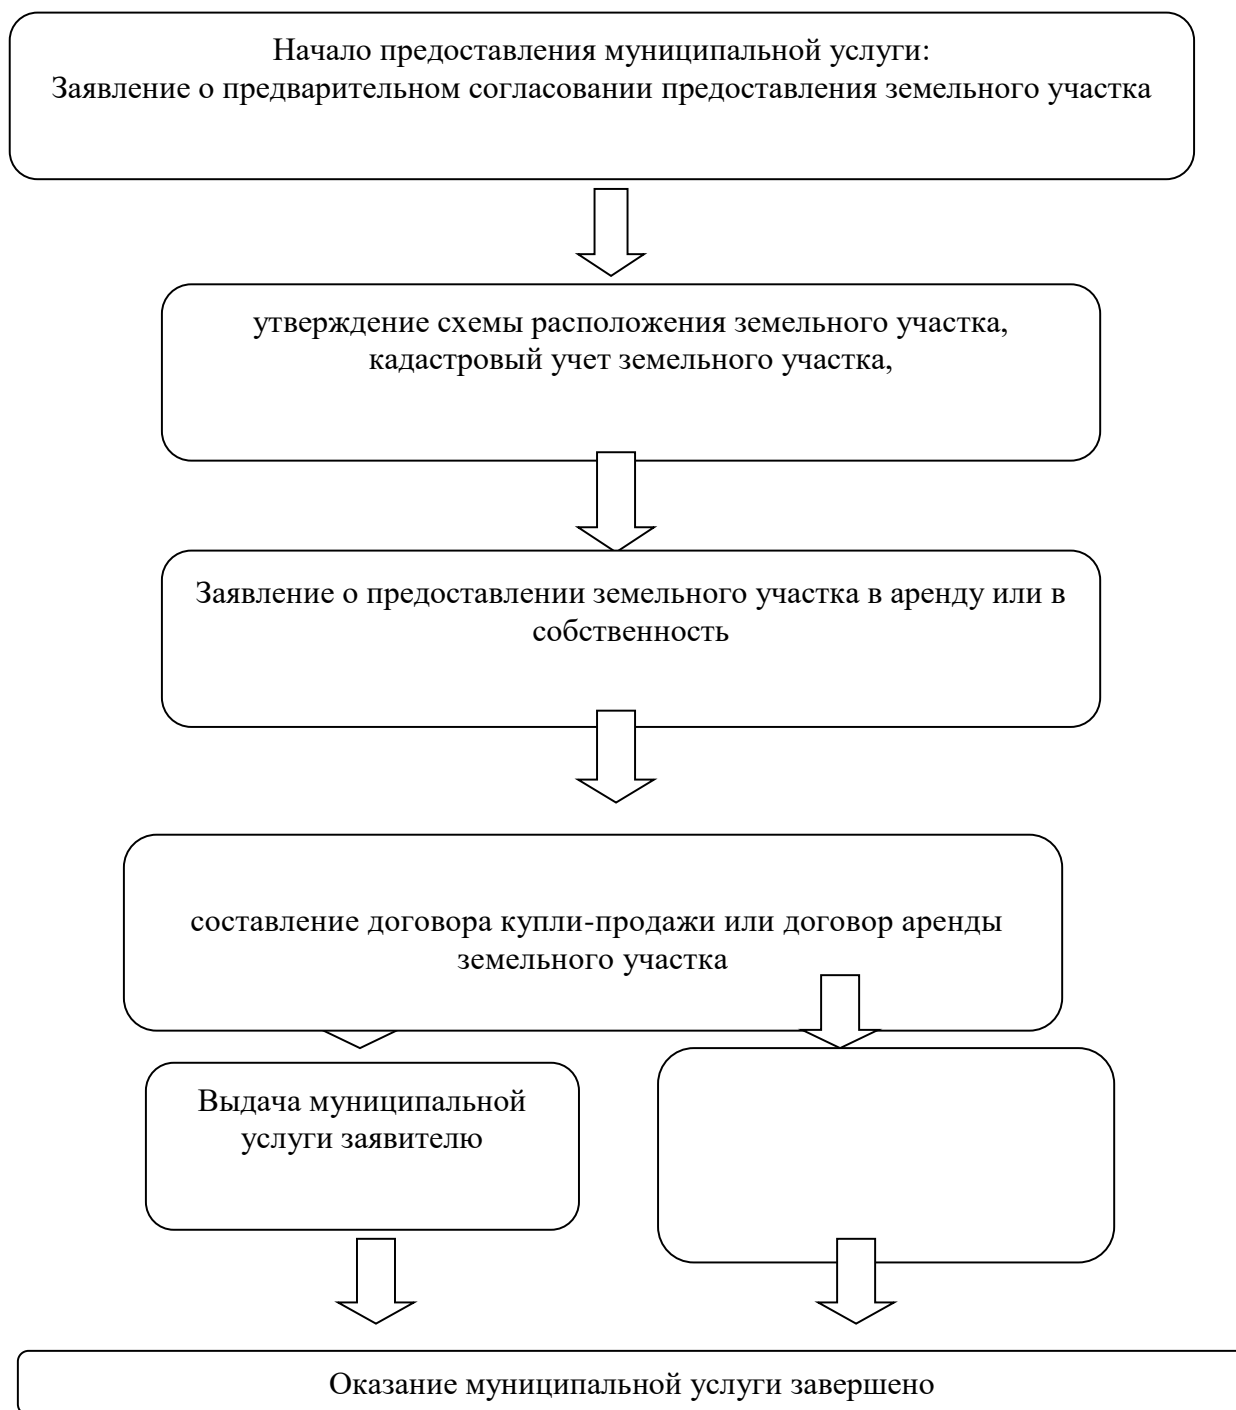 Начало предоставления муниципальной услуги:
Заявление о предварительном согласовании предоставления земельного участка
утверждение схемы расположения земельного участка,
кадастровый учет земельного участка,
Заявление о предоставлении земельного участка в аренду или в
собственность
составление договора купли-продажи или договор аренды
земельного участка
Выдача муниципальной
услуги заявителю
Оказание муниципальной услуги завершено